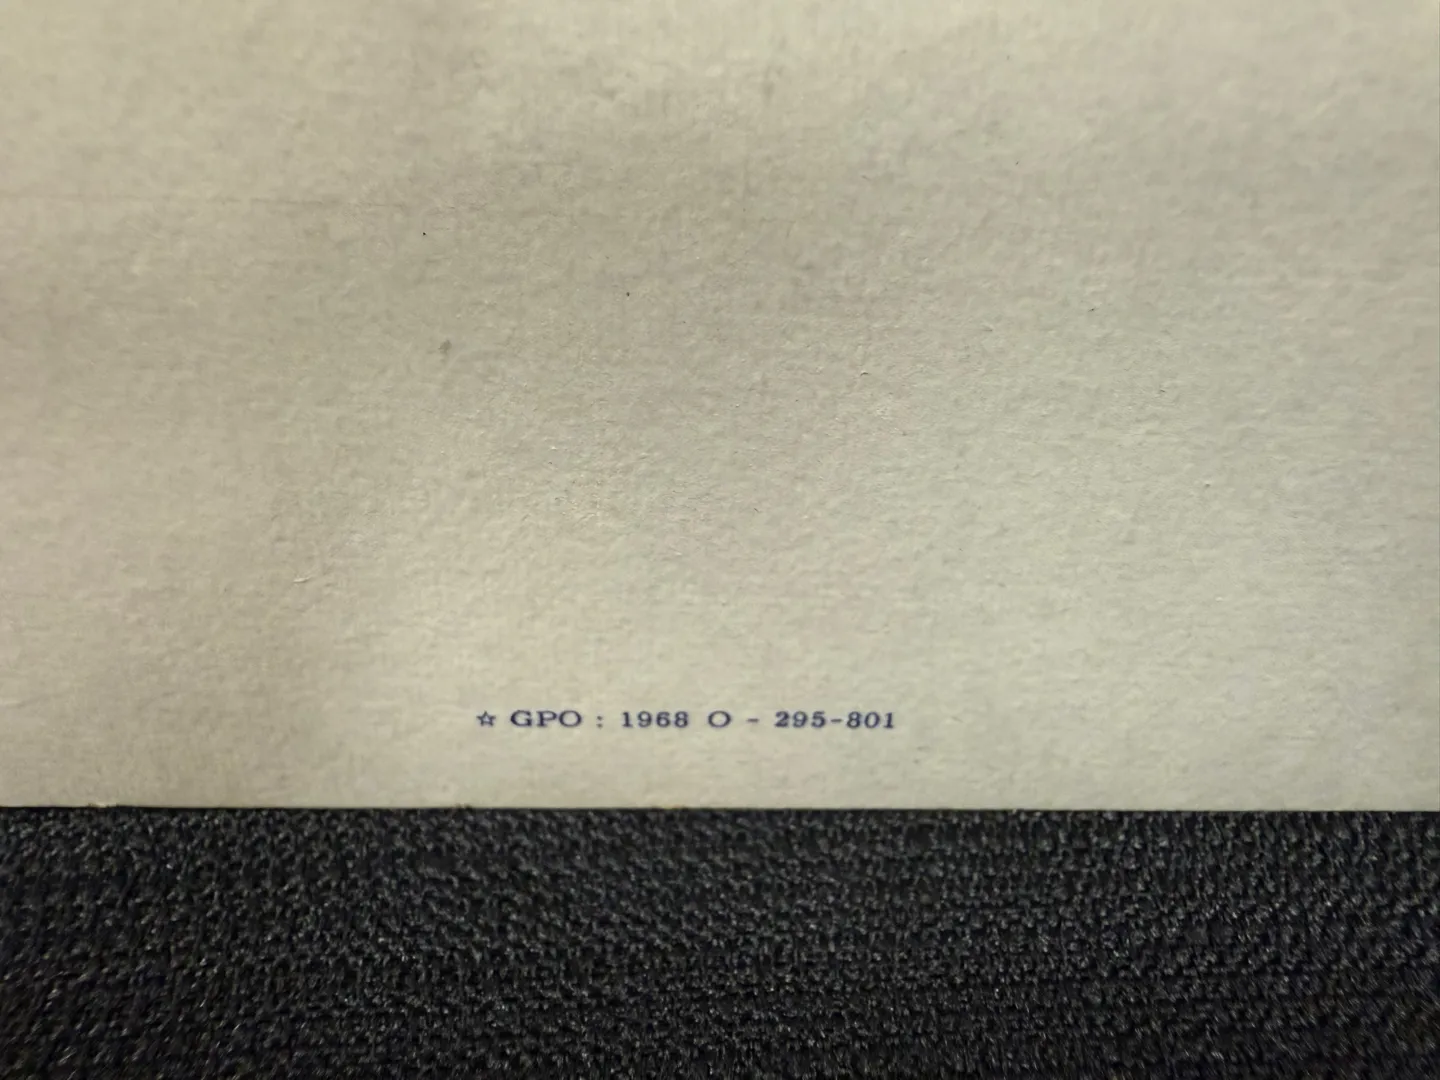 ☆ GPO : 1968 O - 295-801